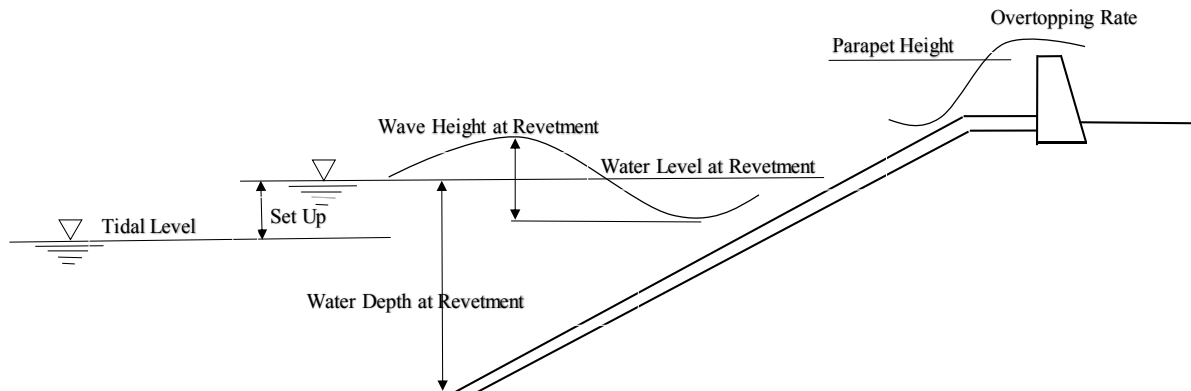 Overtopping Rate
Parapet Height
Wave Height at Revetment
Water Level at Revetment
Tidal Level
Set Up
Water Depth at Revetment